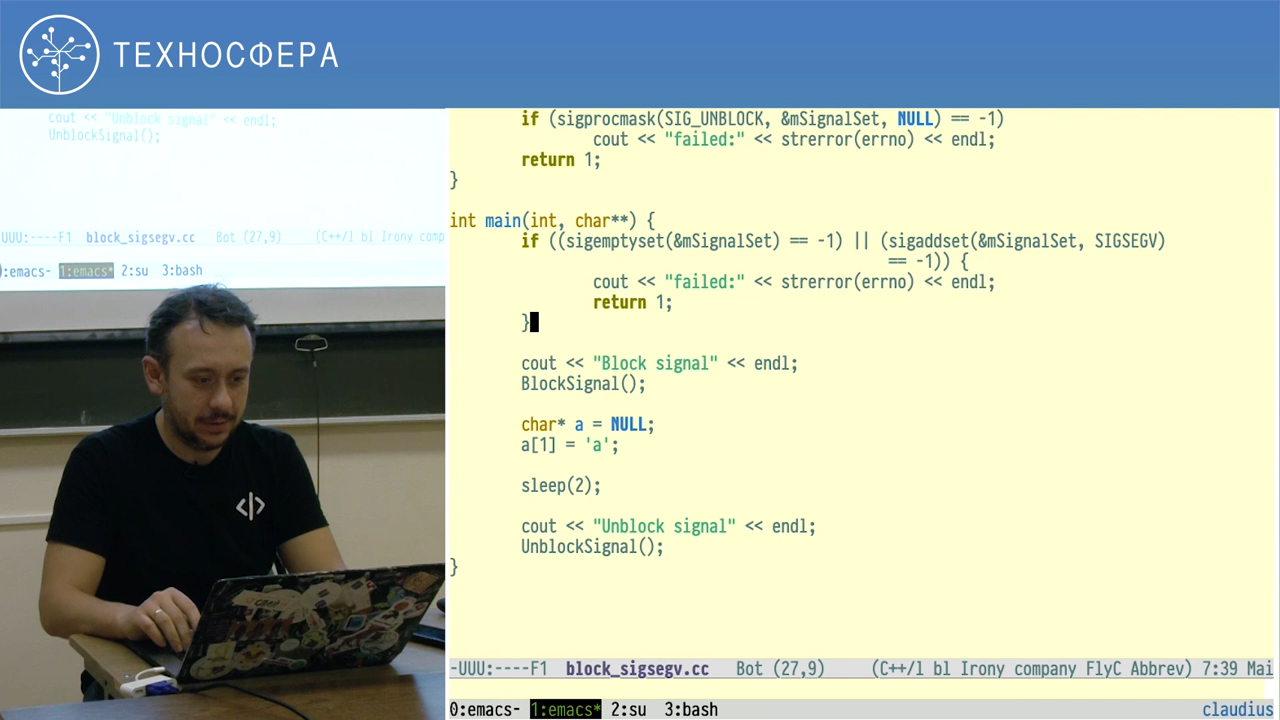 ТЕХНОСФЕРА
cout << "Unblock signal" << endl;
UnblockSignal();
UUU:----F1 block_sigsegv.cc Bot (27,9) (C++/l bl Irony comp
:emacs- 1:emacs* 2:su 3:bash
if (sigprocmask(SIG_UNBLOCK, &mSignalSet, NULL) == -1)
cout << "failed:" << strerror(errno) << endl;
return 1;
}
int main(int, char**) {
if ((sigemptyset(&mSignalSet) == -1) || (sigaddset(&mSignalSet, SIGSEGV)
== -1)) {
cout << "failed:" << strerror(errno) << endl;
return 1;
}
cout << "Block signal" << endl;
BlockSignal();
char* a = NULL;
a[1] = 'a';
sleep(2);
cout << "Unblock signal" << endl;
UnblockSignal();
}
-UUU:----F1 block_sigsegv.cc Bot (27,9) (C++/l bl Irony company FlyC Abbrev) 7:39 Mai
0:emacs- 1:emacs* 2:su 3:bash claudius